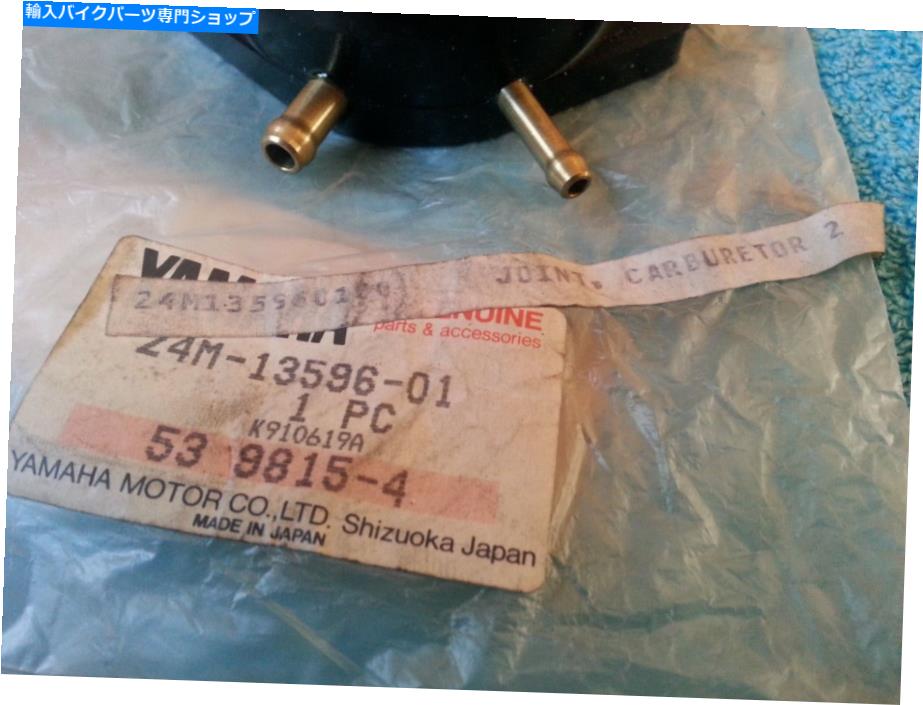 輸入バイクパーツ専門ショップ
JOINT, CARBURETOR 2
24M1359601
GENUINE
parts & accessories
24M-13596-01
1 PC
K910619A
53 9815-4
YAMAHA MOTOR CO.,LTD. Shizuoka Japan
MADE IN JAPAN